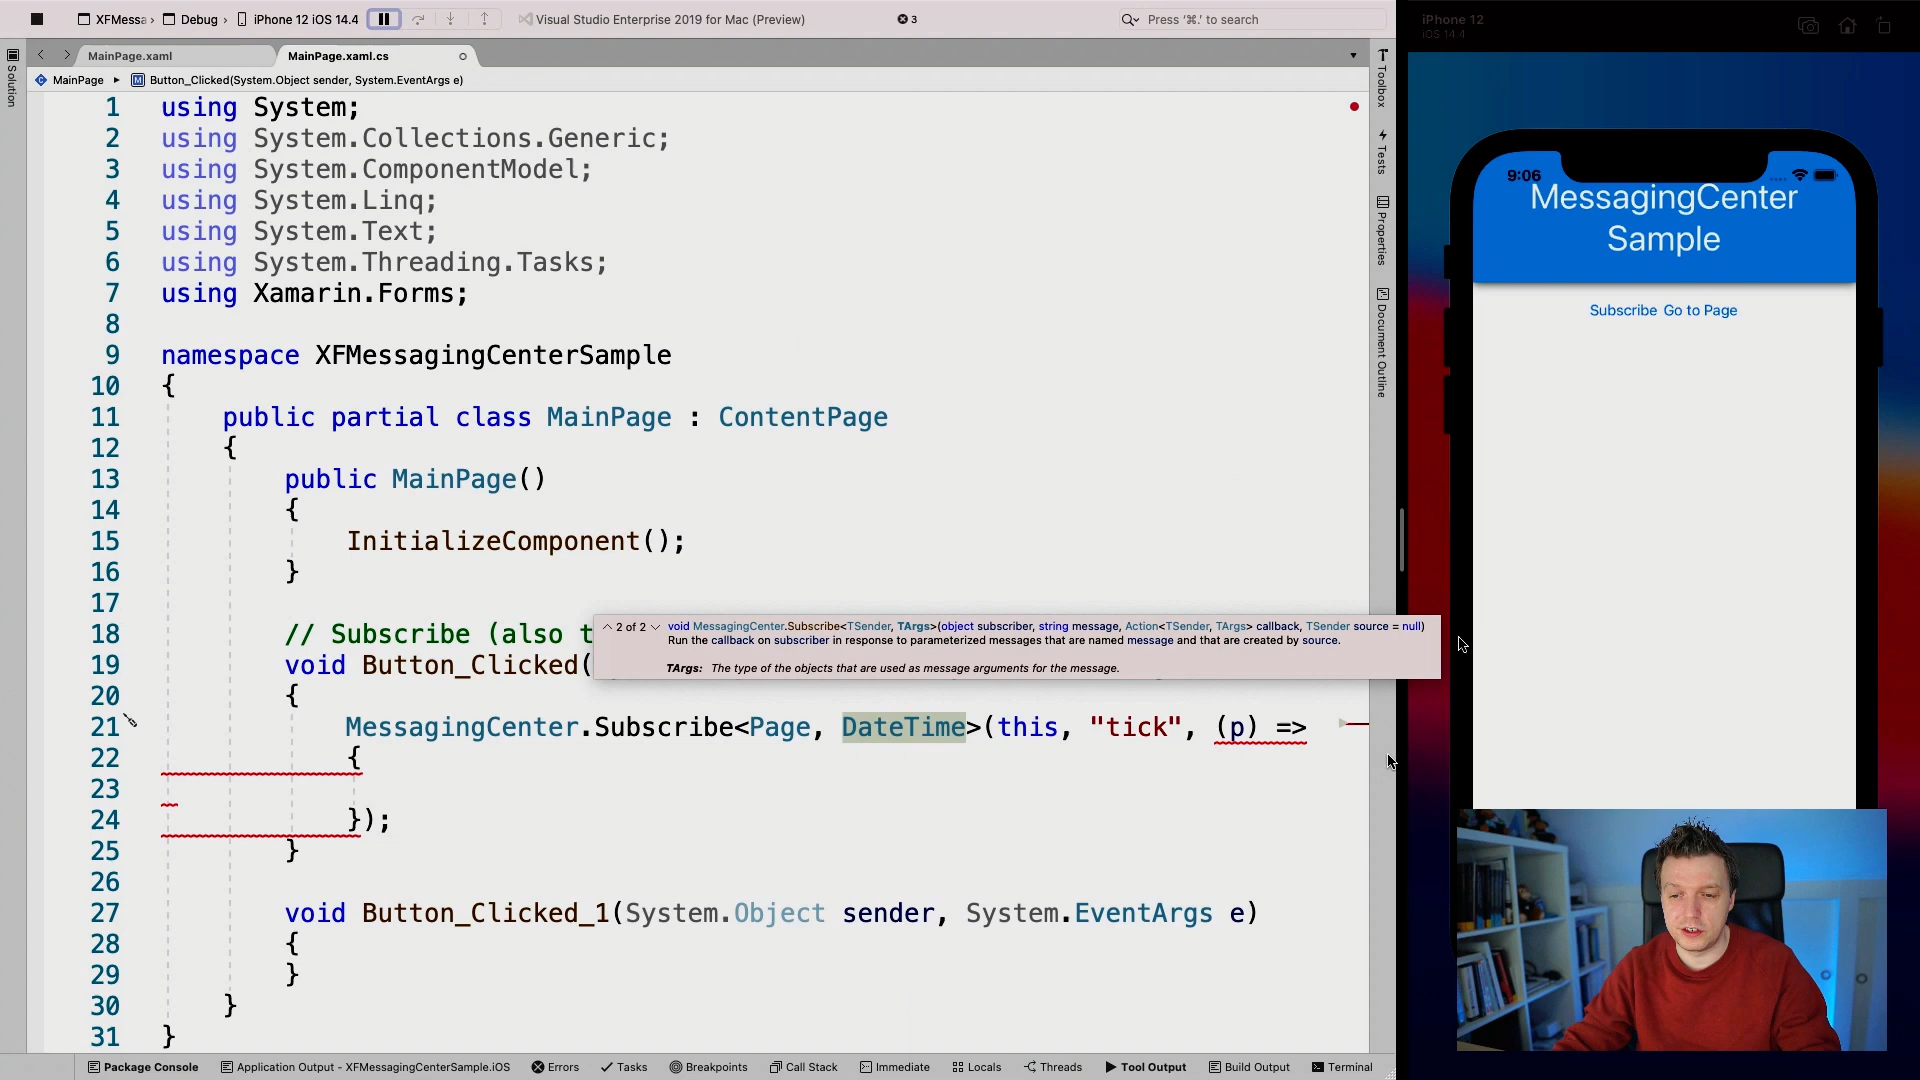 XFMessa › Debug › iPhone 12 iOS 14.4
Visual Studio Enterprise 2019 for Mac (Preview)
3
Press '⌘.' to search
Solution
MainPage.xaml
MainPage.xaml.cs
MainPage ▸ M Button_Clicked(System.Object sender, System.EventArgs e)
1 using System;
2 using System.Collections.Generic;
3 using System.ComponentModel;
4 using System.Linq;
5 using System.Text;
6 using System.Threading.Tasks;
7 using Xamarin.Forms;
8
9 namespace XFMessagingCenterSample
10 {
11 public partial class MainPage : ContentPage
12 {
13 public MainPage()
14 {
15 InitializeComponent();
16 }
17
18 // Subscribe (also t
19 void Button_Clicked(
20 {
21 MessagingCenter.Subscribe<Page, DateTime>(this, "tick", (p) =>
22 {
23
24 });
25 }
26
27 void Button_Clicked_1(System.Object sender, System.EventArgs e)
28 {
29 }
30 }
31 }
2 of 2 void MessagingCenter.Subscribe<TSender, TArgs>(object subscriber, string message, Action<TSender, TArgs> callback, TSender source = null)
Run the callback on subscriber in response to parameterized messages that are named message and that are created by source.
TArgs: The type of the objects that are used as message arguments for the message.
Toolbox
Tests
Properties
Document Outline
Package Console
Application Output - XFMessagingCenterSample.iOS
Errors
Tasks
Breakpoints
Call Stack
Immediate
Locals
Threads
Tool Output
Build Output
Terminal
iPhone 12
iOS 14.4
9:06
MessagingCenter
Sample
Subscribe Go to Page